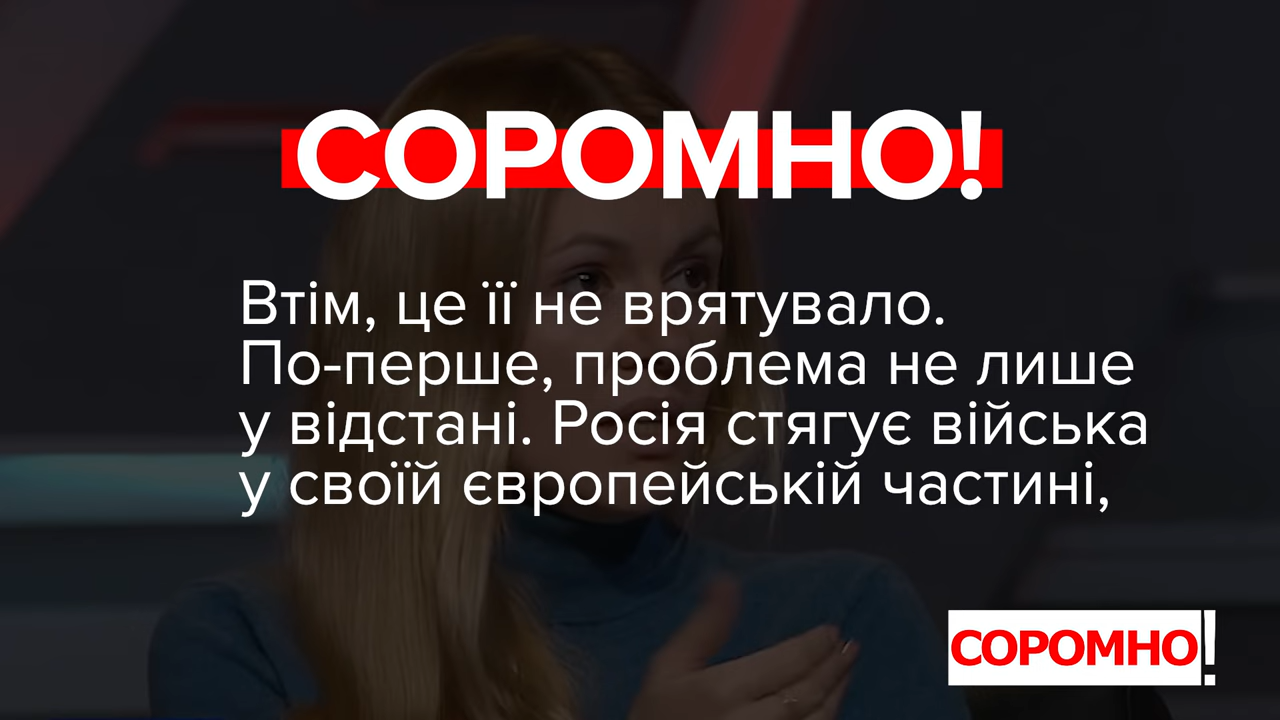 СОРОМНО!
Втім, це її не врятувало.
По-перше, проблема не лише
у відстані. Росія стягує війська
у своїй європейській частині,
СОРОМНО!